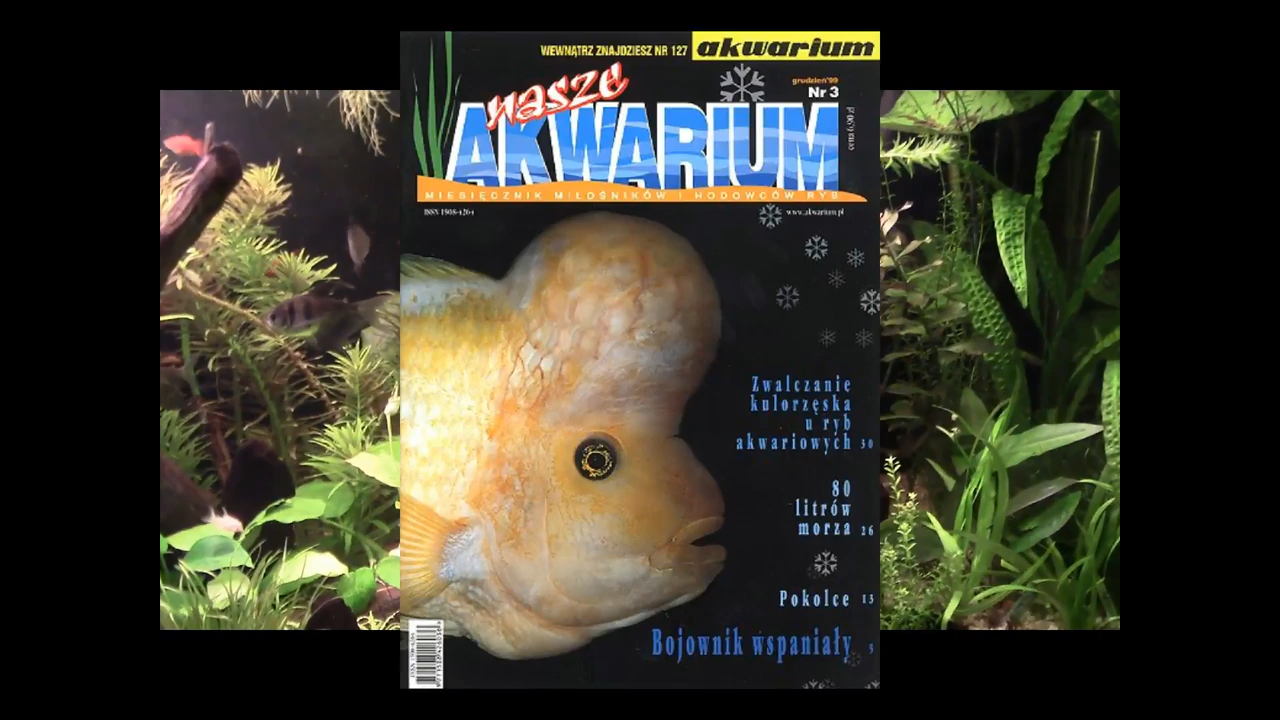 WEWNĄTRZ ZNAJDZIESZ NR 127 akwarium
grudzień'99
Nr 3
nasze
AKWARIUM
MIESIĘCZNIK MIŁOŚNIKÓW I HODOWCÓW RYB
www.akwarium.pl
Zwalczanie
kulorzęska
u ryb
akwariowych 30
80
litrów
morza 26
Pokolce 13
Bojownik wspaniały